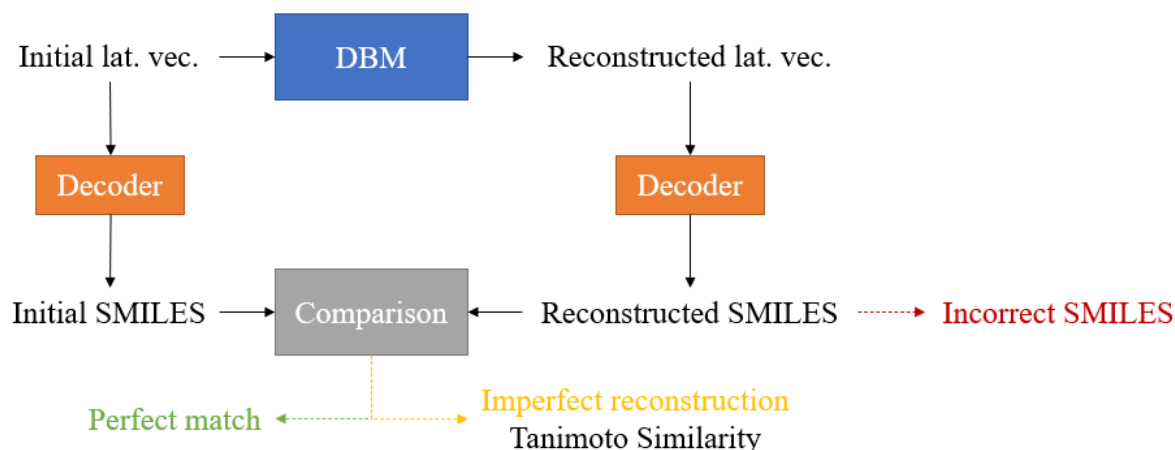 Initial lat. vec.
DBM
Reconstructed lat. vec.
Decoder
Decoder
Initial SMILES
Comparison
Reconstructed SMILES
Incorrect SMILES
Perfect match
Imperfect reconstruction
Tanimoto Similarity